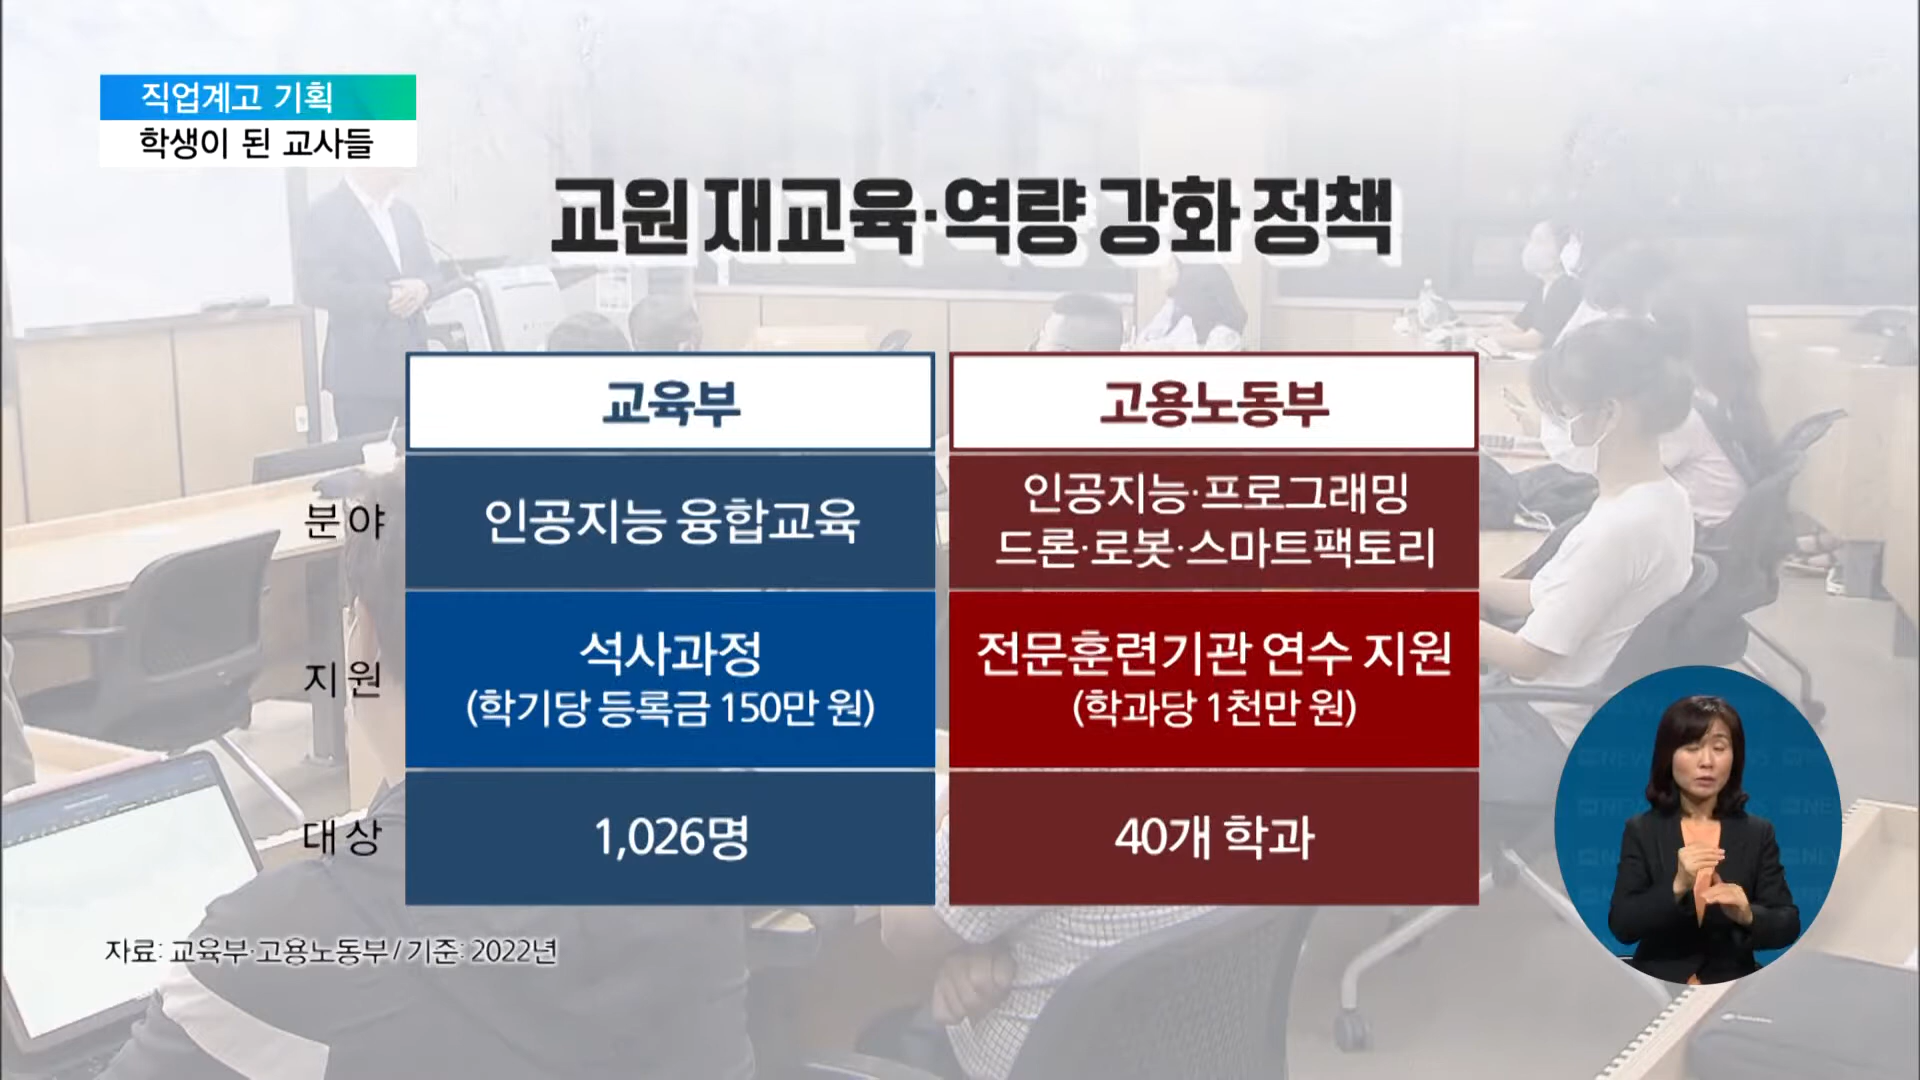 직업계고 기획
학생이 된 교사들
교원 재교육·역량 강화 정책
교육부
고용노동부
분야
인공지능 융합교육
인공지능·프로그래밍
드론·로봇·스마트팩토리
지원
석사과정
(학기당 등록금 150만 원)
전문훈련기관 연수 지원
(학과당 1천만 원)
대상
1,026명
40개 학과
자료: 교육부·고용노동부 / 기준: 2022년